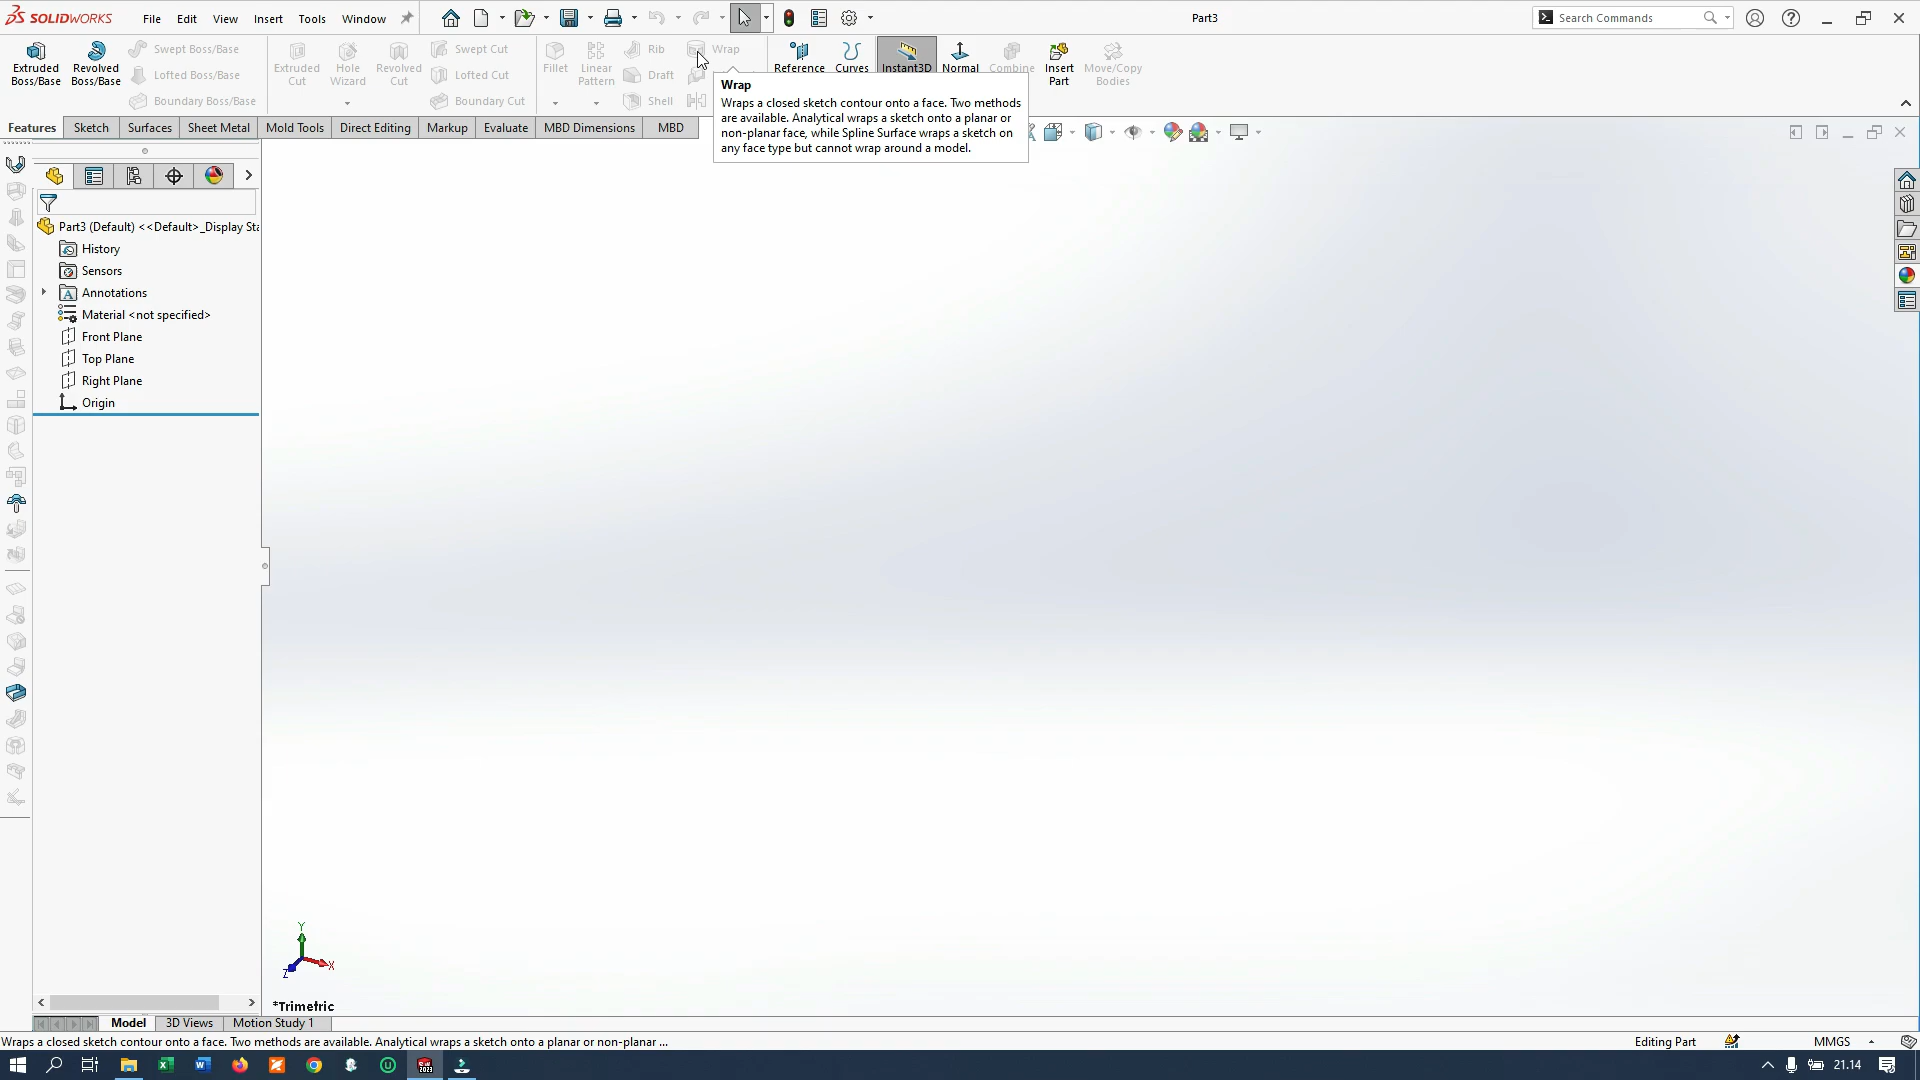 SOLIDWORKS File Edit View Insert Tools Window Part3 Search Commands
Extruded Boss/Base
Revolved Boss/Base
Swept Boss/Base
Lofted Boss/Base
Boundary Boss/Base
Extruded Cut
Hole Wizard
Revolved Cut
Swept Cut
Lofted Cut
Boundary Cut
Fillet
Linear Pattern
Rib
Draft
Shell
Wrap
Reference
Curves
Instant3D
Normal
Combine
Insert Part
Move/Copy Bodies
Wrap
Wraps a closed sketch contour onto a face. Two methods
are available. Analytical wraps a sketch onto a planar or
non-planar face, while Spline Surface wraps a sketch on
any face type but cannot wrap around a model.
Features Sketch Surfaces Sheet Metal Mold Tools Direct Editing Markup Evaluate MBD Dimensions MBD
Part3 (Default) <<Default>_Display Sta
History
Sensors
Annotations
Material <not specified>
Front Plane
Top Plane
Right Plane
Origin
Y
X
Z
*Trimetric
Model 3D Views Motion Study 1
Wraps a closed sketch contour onto a face. Two methods are available. Analytical wraps a sketch onto a planar or non-planar ... Editing Part MMGS
21.14